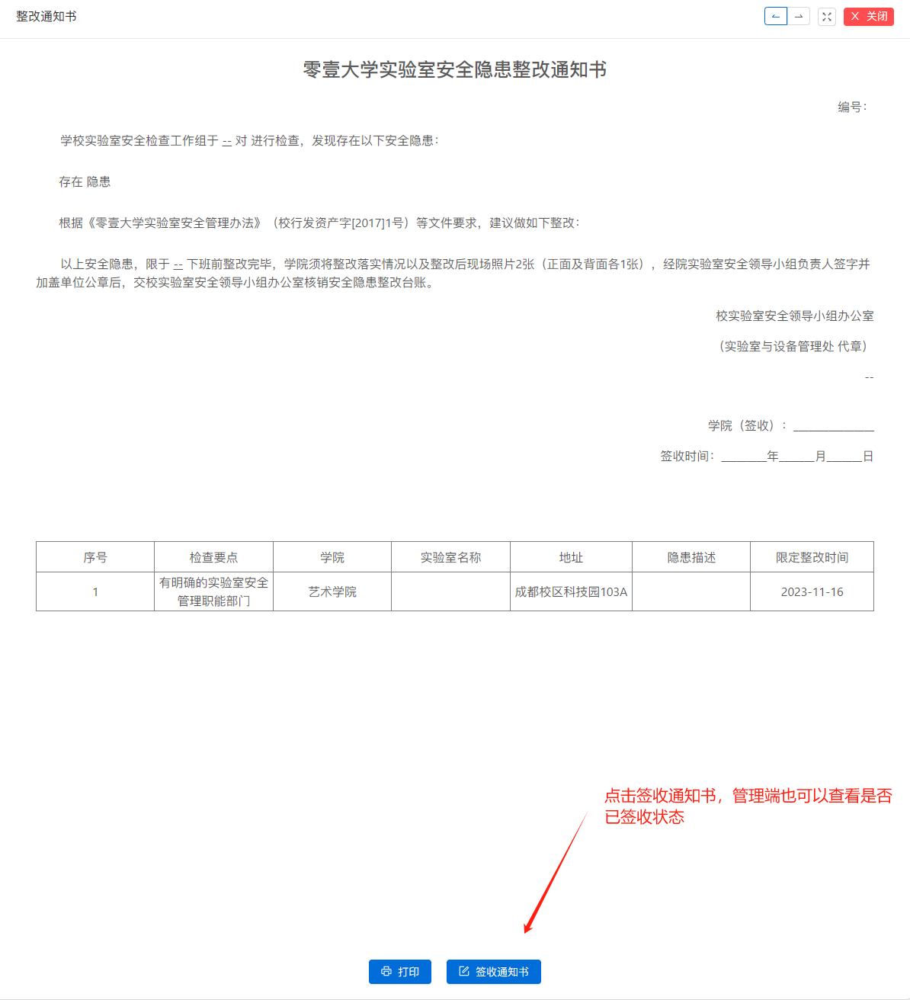 整改通知书
关闭
零壹大学实验室安全隐患整改通知书
编号：
学校实验室安全检查工作组于 -- 对 进行检查，发现存在以下安全隐患：
存在 隐患
根据《零壹大学实验室安全管理办法》（校行发资产字[2017]1号）等文件要求，建议做如下整改：
以上安全隐患，限于 -- 下班前整改完毕，学院须将整改落实情况以及整改后现场照片2张（正面及背面各1张），经院实验室安全领导小组负责人签字并
加盖单位公章后，交校实验室安全领导小组办公室核销安全隐患整改台账。
校实验室安全领导小组办公室
（实验室与设备管理处 代章）
--
学院（签收）：________________
签收时间：_________年_______月_______日
序号 检查要点 学院 实验室名称 地址 隐患描述 限定整改时间
1 有明确的实验室安全 艺术学院 成都校区科技园103A 2023-11-16
管理职能部门
点击签收通知书，管理端也可以查看是否
已签收状态
打印 签收通知书